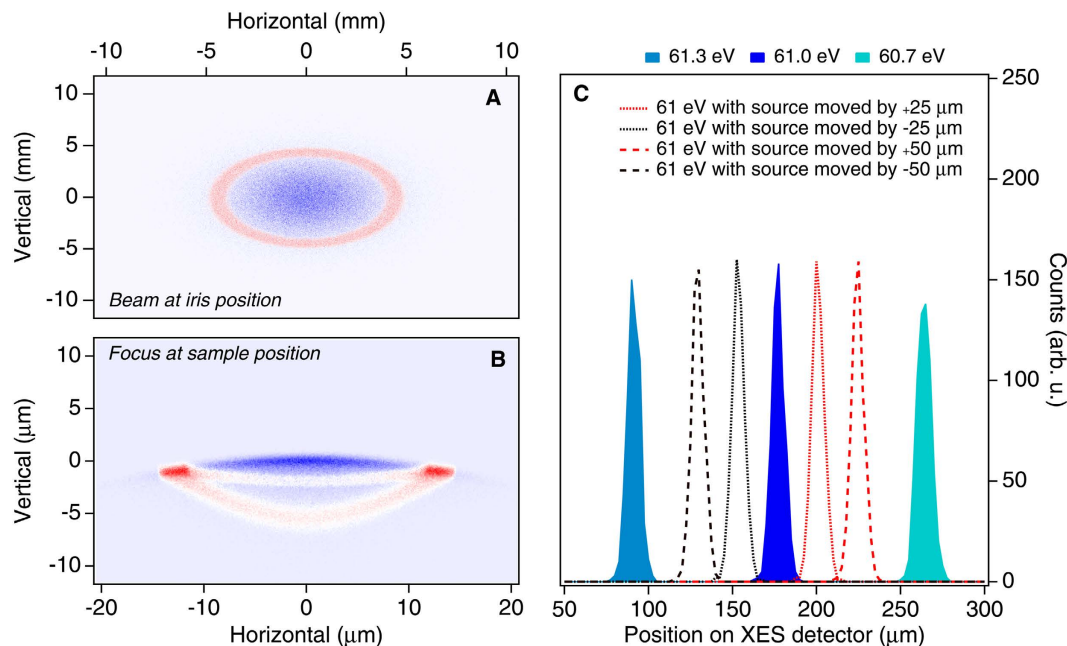 Horizontal (mm)
-10 -5 0 5 10
A
10
5
0
-5
-10
Vertical (mm)
Beam at iris position
Focus at sample position
B
10
5
0
-5
-10
Vertical (μm)
-20 -10 0 10 20
Horizontal (μm)
61.3 eV 61.0 eV 60.7 eV
C
61 eV with source moved by +25 μm
61 eV with source moved by -25 μm
61 eV with source moved by +50 μm
61 eV with source moved by -50 μm
250
200
150
100
50
0
Counts (arb. u.)
50 100 150 200 250 300
Position on XES detector (μm)